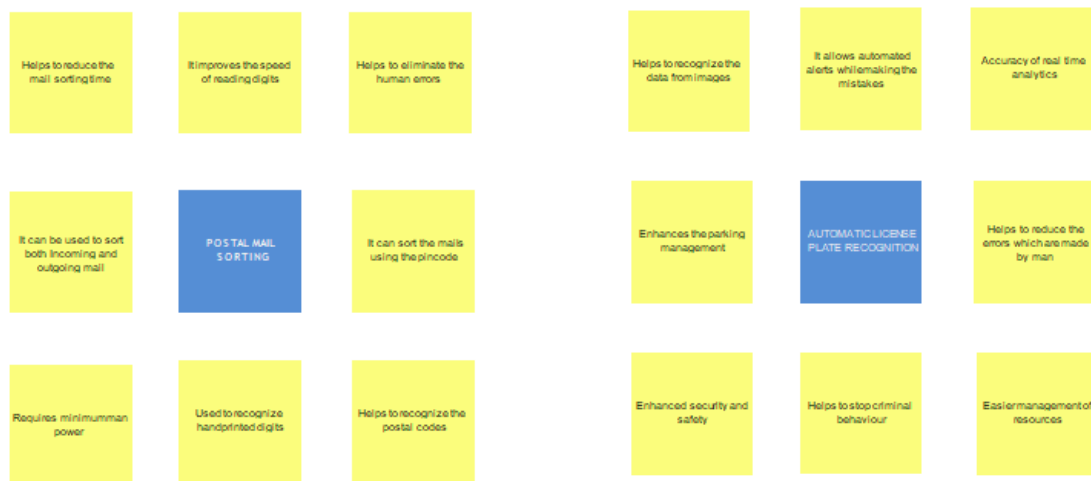 Helps to reduce the
mail sorting time
It improves the speed
of reading digits
Helps to eliminate the
human errors
It can be used to sort
both Incoming and
outgoing mail
POSTAL MAIL
SORTING
It can sort the mails
using the pincode
Requires minimum man
power
Used to recognize
handprinted digits
Helps to recognize the
postal codes
Helps to recognize the
data from images
It allows automated
alerts while making the
mistakes
Accuracy of real time
analytics
Enhances the parking
management
AUTOMATIC LICENSE
PLATE RECOGNITION
Helps to reduce the
errors which are made
by man
Enhanced security and
safety
Helps to stop criminal
behaviour
Easier management of
resources